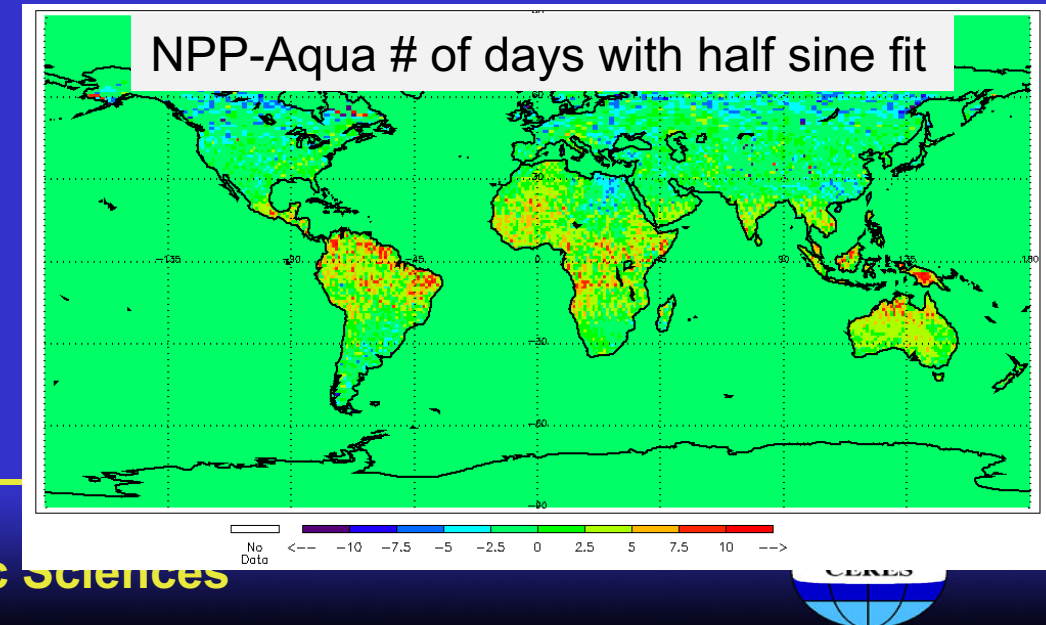 NPP-Aqua # of days with half sine fit
60
30
-135 -90 -45 0 45 90 135 180
-30
-60
-90
No Data <-- -10 -7.5 -5 -2.5 0 2.5 5 7.5 10 -->
c Sciences
CERES